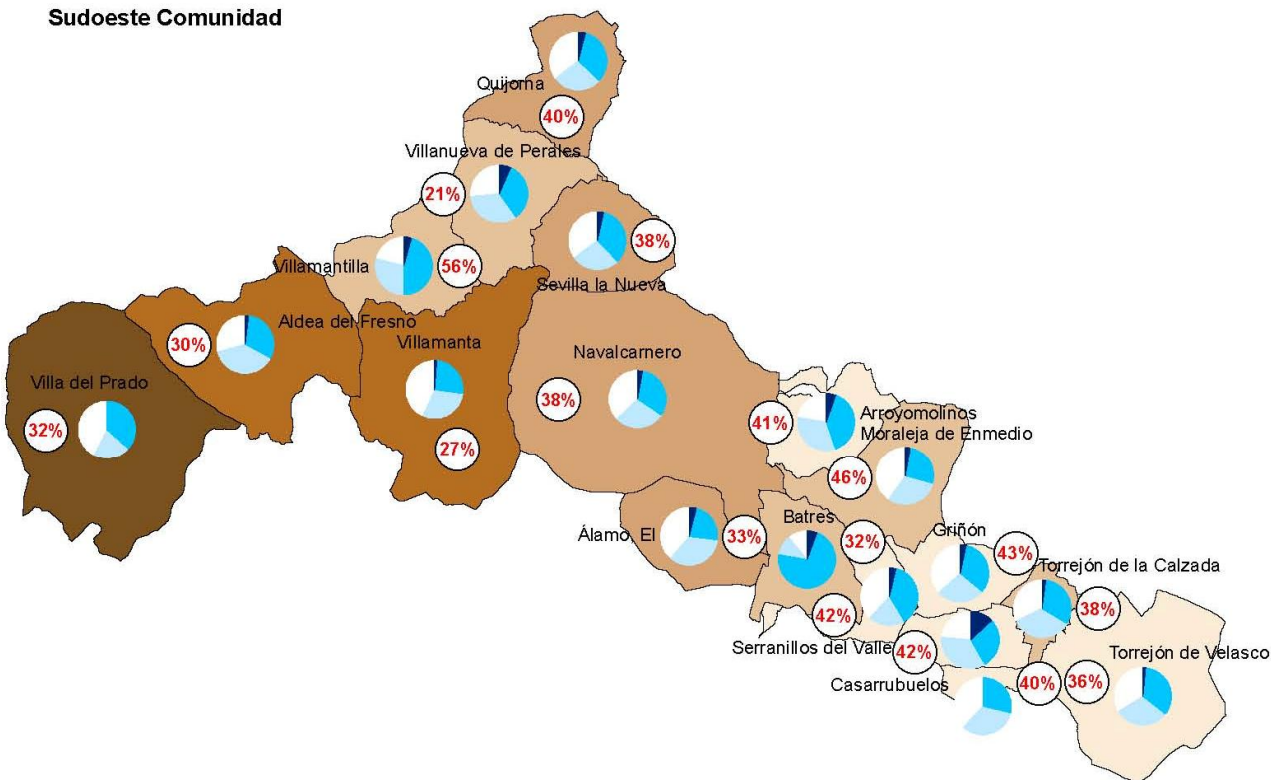 Sudoeste Comunidad
Quijorna
40%
Villanueva de Perales
21%
38%
Villamantilla
56%
Sevilla la Nueva
Aldea del Fresno
30%
Villamanta
Navalcarnero
Villa del Prado
38%
32%
27%
41%
Arroyomolinos
Moraleja de Enmedio
46%
Álamo, El
33%
Batres
32%
Griñón
43%
Torrejón de la Calzada
38%
42%
Serranillos del Valle
42%
Torrejón de Velasco
Casarrubuelos
40%
36%